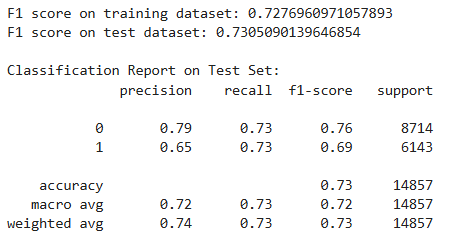 F1 score on training dataset: 0.7276960971057893
F1 score on test dataset: 0.7305090139646854
Classification Report on Test Set:
precision recall f1-score support
0 0.79 0.73 0.76 8714
1 0.65 0.73 0.69 6143
accuracy 0.73 14857
macro avg 0.72 0.73 0.72 14857
weighted avg 0.74 0.73 0.73 14857